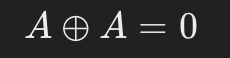 A ⊕ A = 0